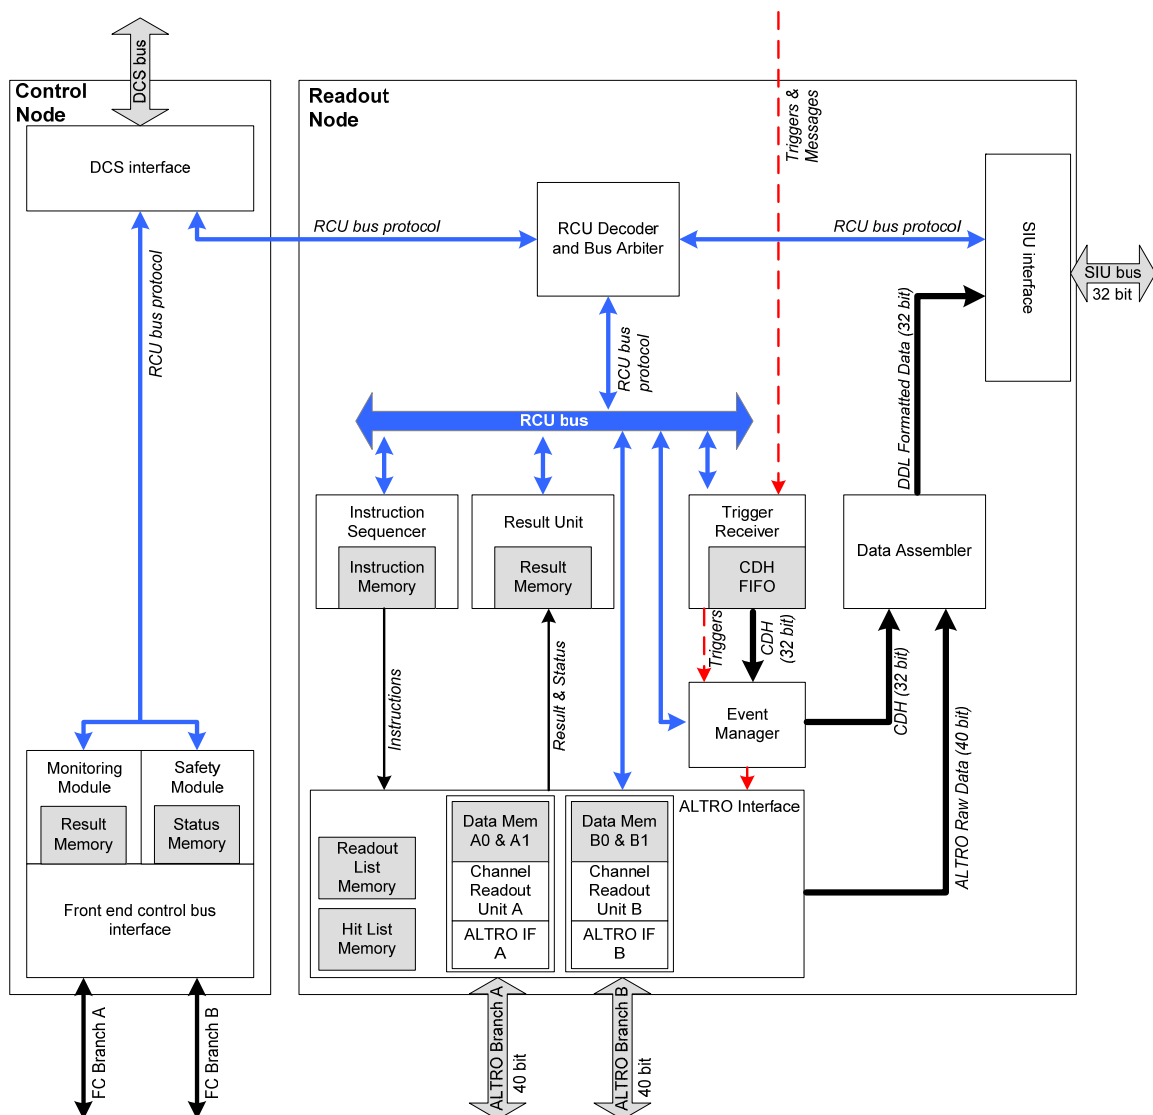 DCS bus
Control
Node
DCS interface
RCU bus protocol
Monitoring
Module
Result
Memory
Safety
Module
Status
Memory
Front end control bus
interface
FC Branch A
FC Branch B
Readout
Node
Triggers &
Messages
RCU bus protocol
RCU Decoder
and Bus Arbiter
RCU bus protocol
SIU interface
SIU bus
32 bit
RCU bus
protocol
RCU bus
DDL Formatted Data (32 bit)
Instruction
Sequencer
Instruction
Memory
Result Unit
Result
Memory
Trigger
Receiver
CDH
FIFO
Data Assembler
Instructions
Result & Status
Triggers
CDH
(32 bit)
Event
Manager
CDH (32 bit)
ALTRO Raw Data (40 bit)
ALTRO Interface
Readout
List
Memory
Hit List
Memory
Data Mem
A0 & A1
Channel
Readout
Unit A
ALTRO IF
A
Data Mem
B0 & B1
Channel
Readout
Unit B
ALTRO IF
B
ALTRO Branch A
40 bit
ALTRO Branch B
40 bit